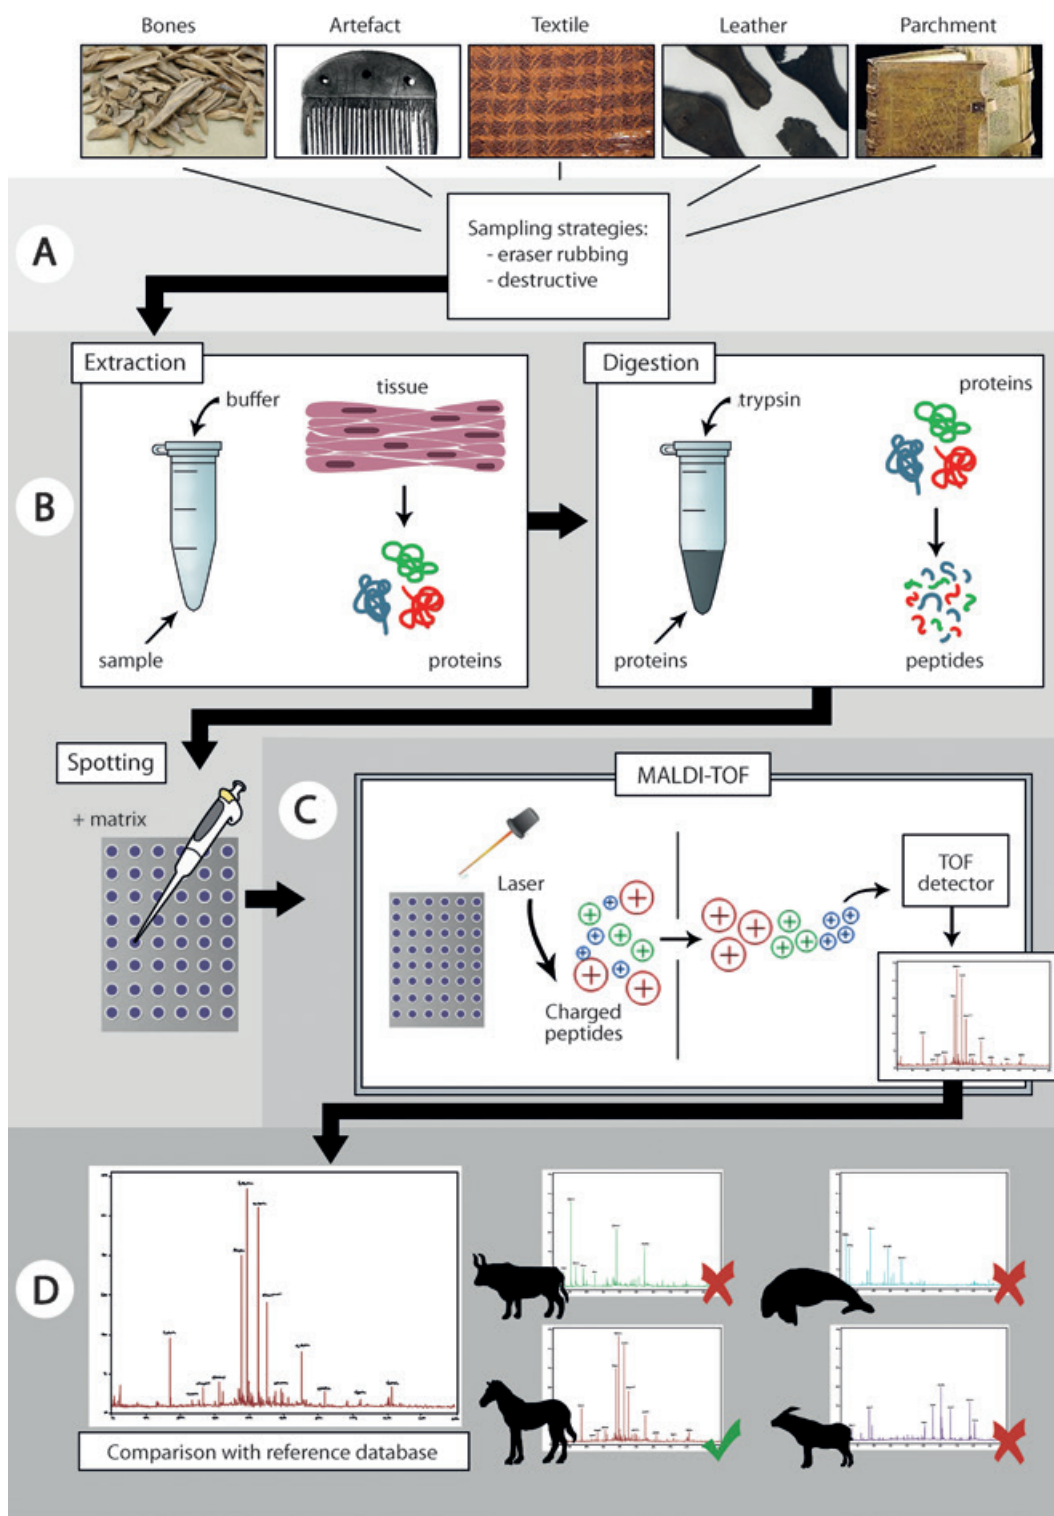 Bones
Artefact
Textile
Leather
Parchment
A
Sampling strategies:
- eraser rubbing
- destructive
B
Extraction
buffer
tissue
sample
proteins
Digestion
trypsin
proteins
proteins
peptides
Spotting
+ matrix
C
MALDI-TOF
Laser
Charged
peptides
TOF
detector
D
Comparison with reference database